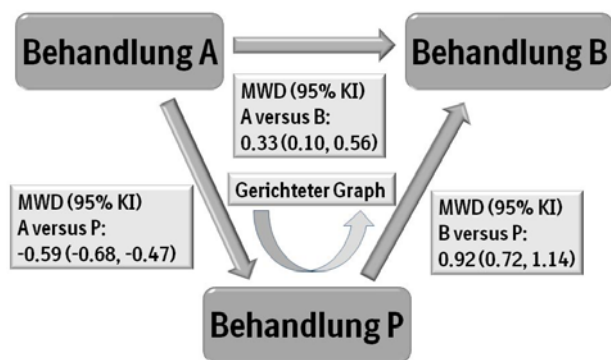 Behandlung A
Behandlung B
MWD (95% KI)
A versus B:
0.33 (0.10, 0.56)
Gerichteter Graph
MWD (95% KI)
A versus P:
-0.59 (-0.68, -0.47)
MWD (95% KI)
B versus P:
0.92 (0.72, 1.14)
Behandlung P